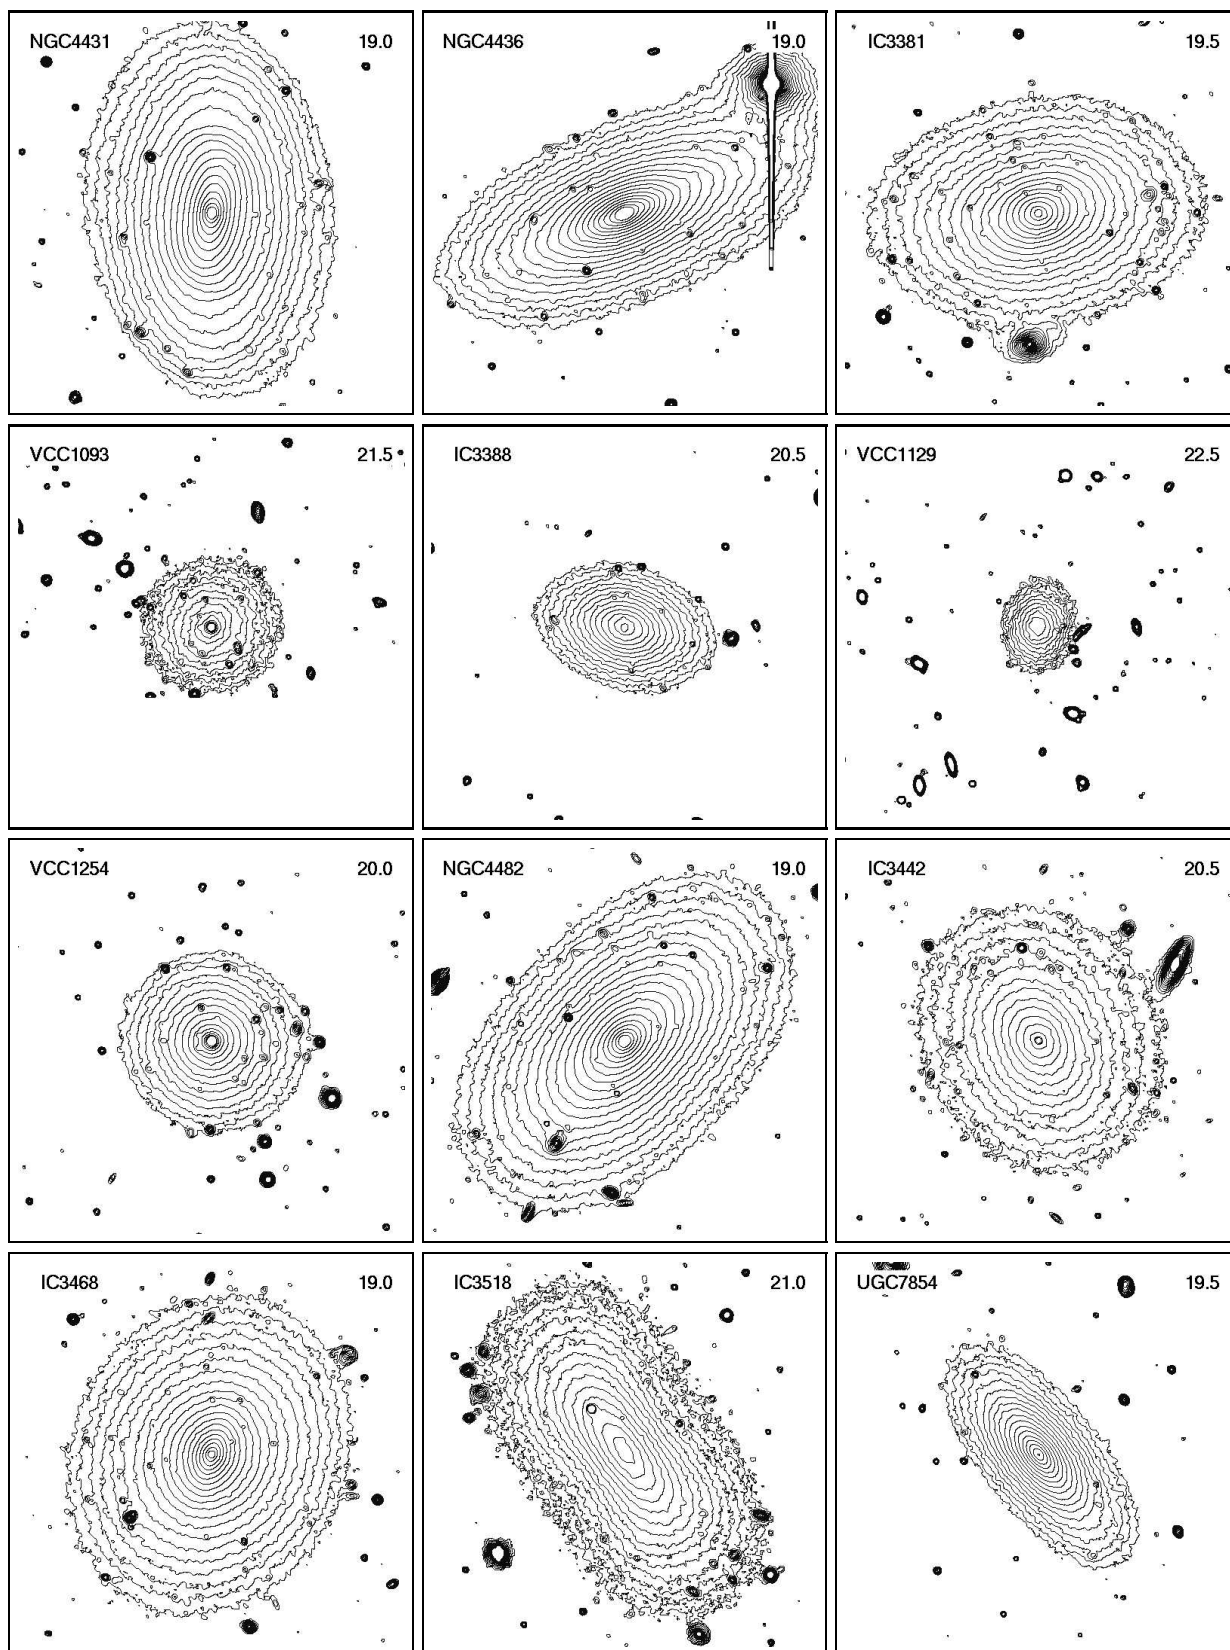 NGC4431 19.0
NGC4436 19.0
IC3381 19.5
VCC1093 21.5
IC3388 20.5
VCC1129 22.5
VCC1254 20.0
NGC4482 19.0
IC3442 20.5
IC3468 19.0
IC3518 21.0
UGC7854 19.5